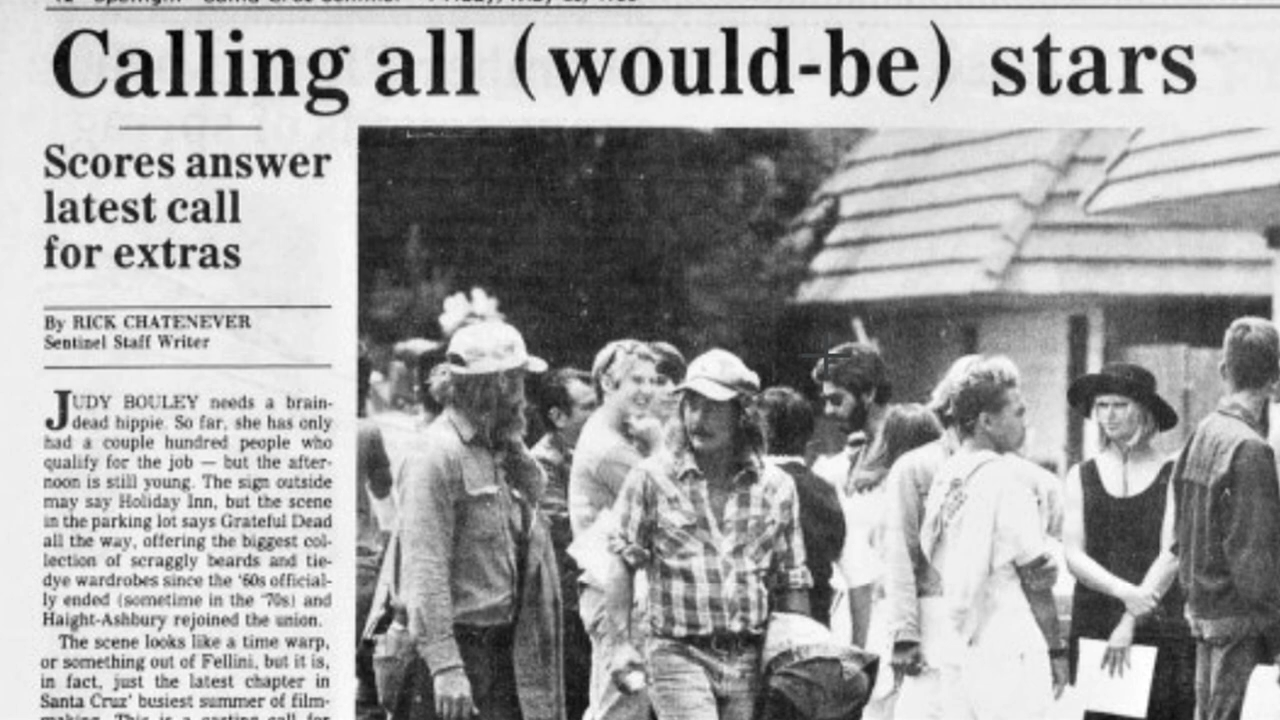 Calling all (would-be) stars
Scores answer
latest call
for extras
By RICK CHATENEVER
Sentinel Staff Writer
JUDY BOULEY needs a brain-
dead hippie. So far, she has only
had a couple hundred people who
qualify for the job — but the after-
noon is still young. The sign outside
may say Holiday Inn, but the scene
in the parking lot says Grateful Dead
all the way, offering the biggest col-
lection of scraggly beards and tie-
dye wardrobes since the '60s official-
ly ended (sometime in the '70s) and
Haight-Ashbury rejoined the union.
The scene looks like a time warp,
or something out of Fellini, but it is,
in fact, just the latest chapter in
Santa Cruz' busiest summer of film-
making. This is a casting call for